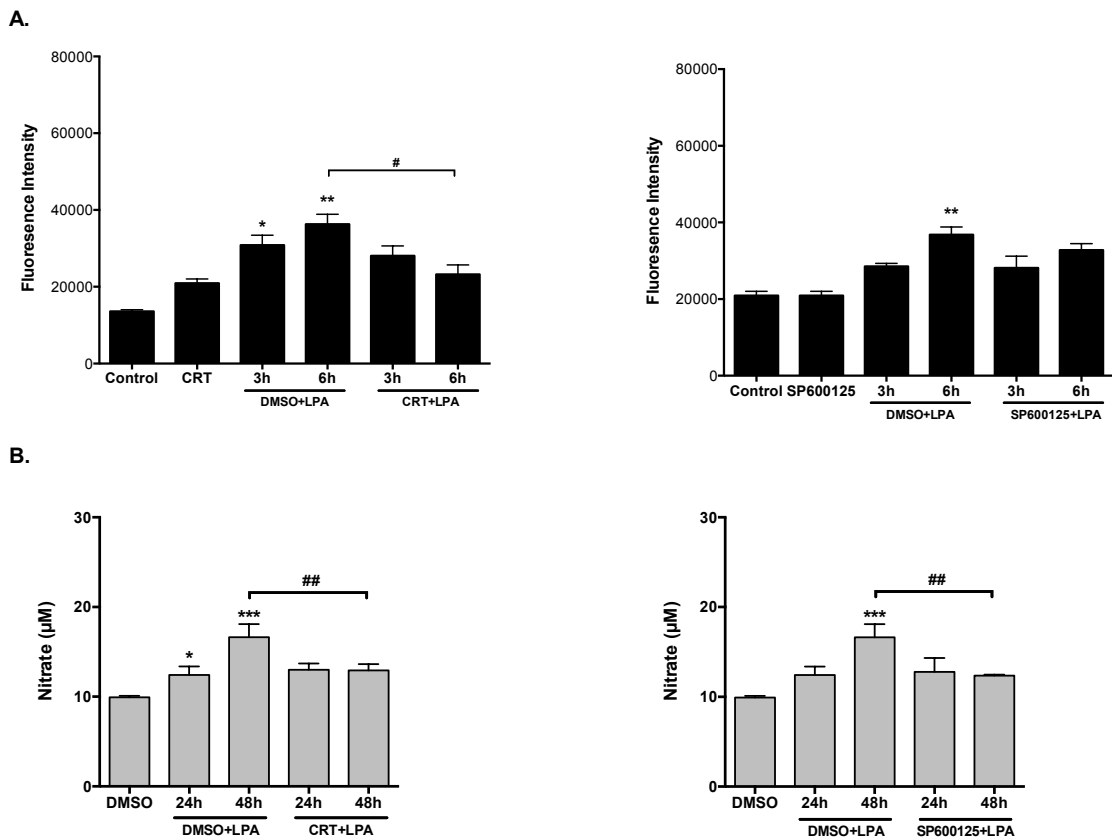 A.
80000
60000
40000
20000
0
Fluoresence Intensity
#
*
**
Control CRT 3h 6h 3h 6h
DMSO+LPA CRT+LPA
80000
60000
40000
20000
0
Fluoresence Intensity
**
Control SP600125 3h 6h 3h 6h
DMSO+LPA SP600125+LPA
B.
30
20
10
0
Nitrate (µM)
##
***
*
DMSO 24h 48h 24h 48h
DMSO+LPA CRT+LPA
30
20
10
0
Nitrate (µM)
##
***
DMSO 24h 48h 24h 48h
DMSO+LPA SP600125+LPA